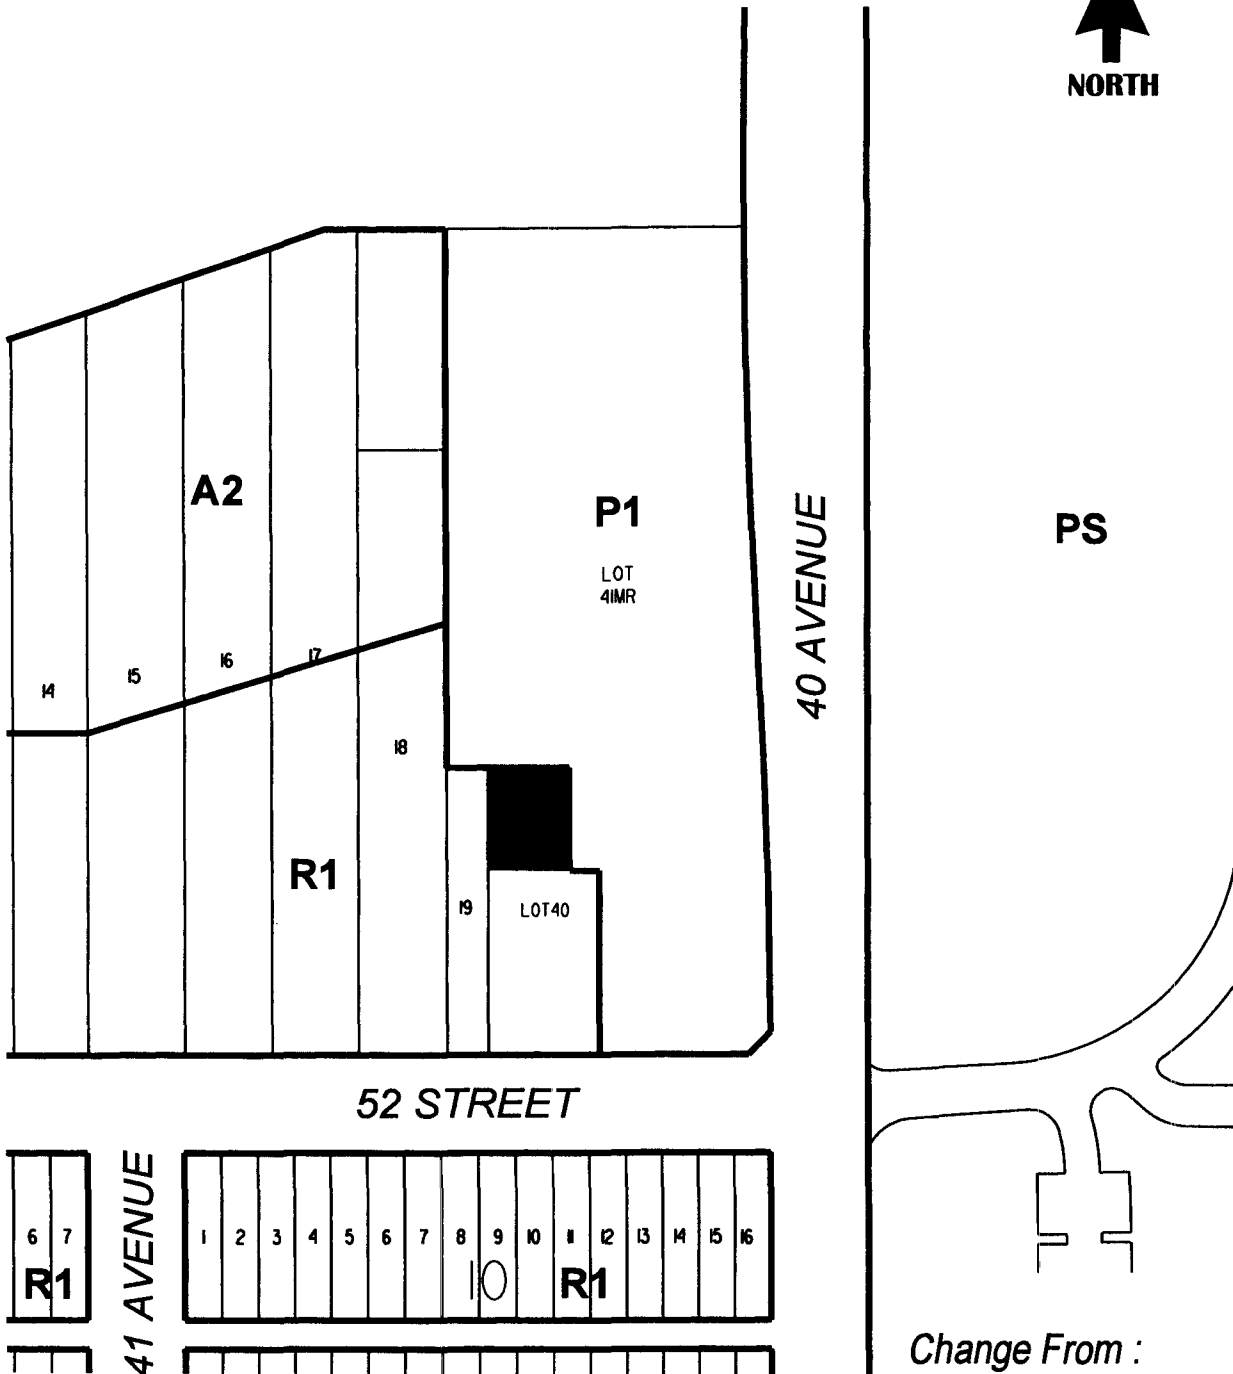 NORTH
A2
P1
PS
LOT
41MR
40 AVENUE
14
15
16
17
18
R1
19
LOT40
52 STREET
41 AVENUE
6 7
R1
1 2 3 4 5 6 7 8 9 10 11 12 13 14 15 16
10
R1
Change From :